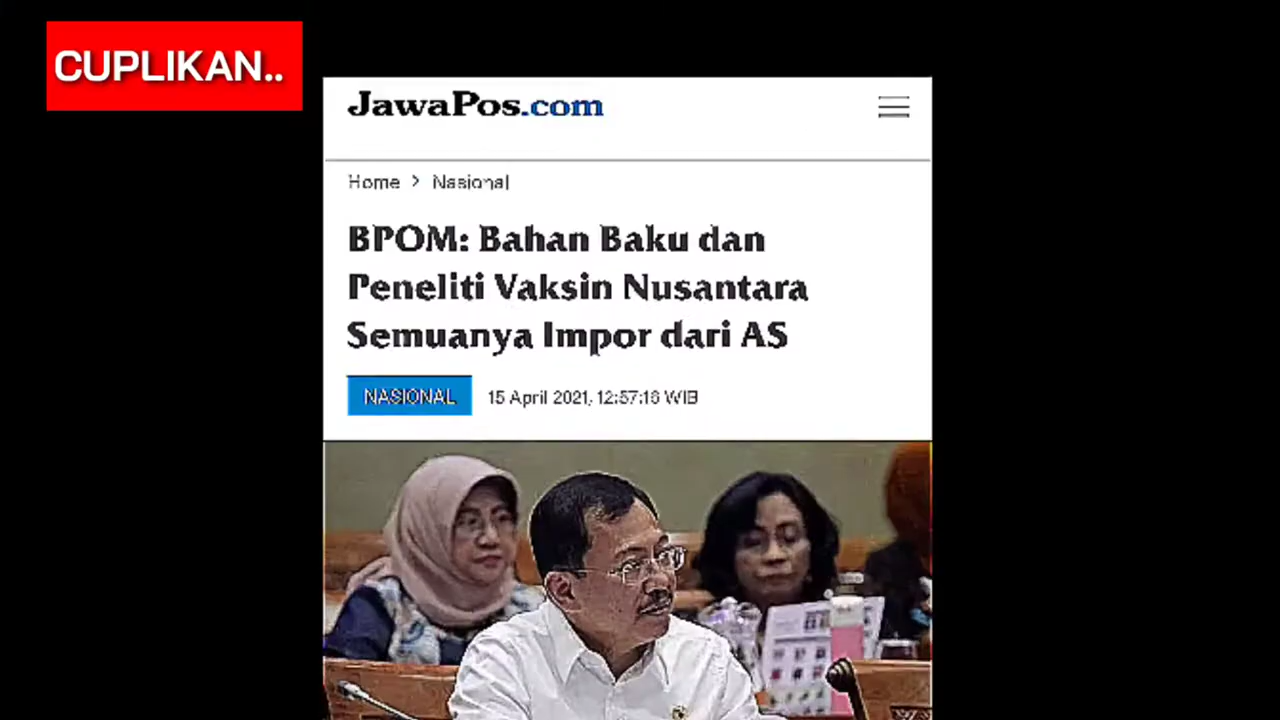 CUPLIKAN..
JawaPos.com
Home > Nasional
BPOM: Bahan Baku dan
Peneliti Vaksin Nusantara
Semuanya Impor dari AS
NASIONAL 15 April 2021, 12:57:16 WIB